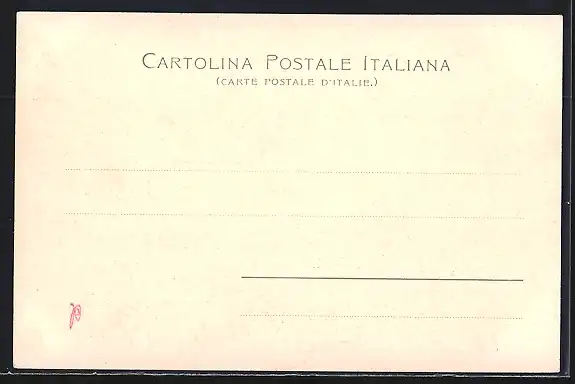 CARTOLINA POSTALE ITALIANA
(CARTE POSTALE D'ITALIE.)